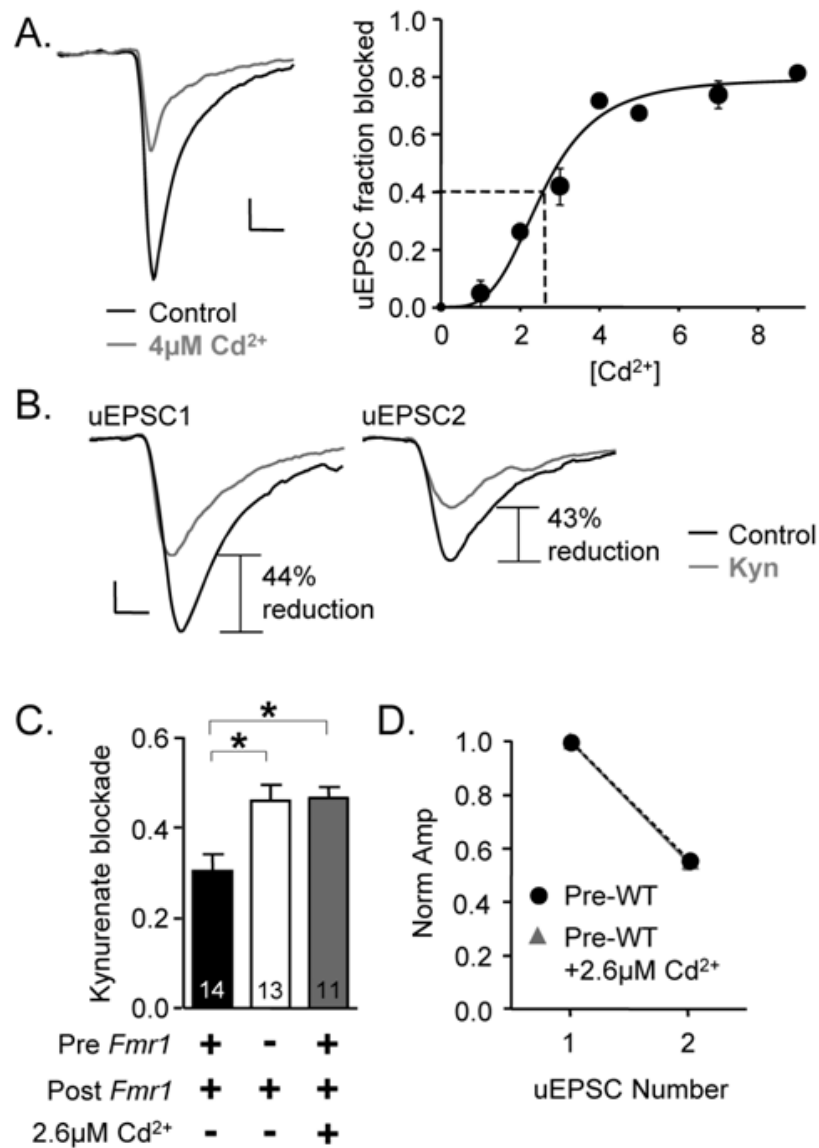 A.
Control
4μM Cd²⁺
uEPSC fraction blocked
1.0
0.8
0.6
0.4
0.2
0.0
0 2 4 6 8
[Cd²⁺]
B.
uEPSC1
44%
reduction
uEPSC2
43%
reduction
Control
Kyn
C.
Kynurenate blockade
0.6
0.4
0.2
0.0
* *
14 13 11
Pre Fmr1 + - +
Post Fmr1 + + +
2.6μM Cd²⁺ - - +
D.
Norm Amp
1.0
0.8
0.6
0.4
0.2
0.0
Pre-WT
Pre-WT
+2.6μM Cd²⁺
1 2
uEPSC Number